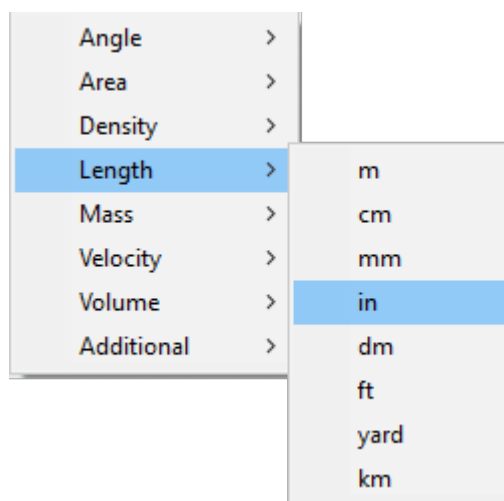 Angle
Area
Density
Length
Mass
Velocity
Volume
Additional
m
cm
mm
in
dm
ft
yard
km